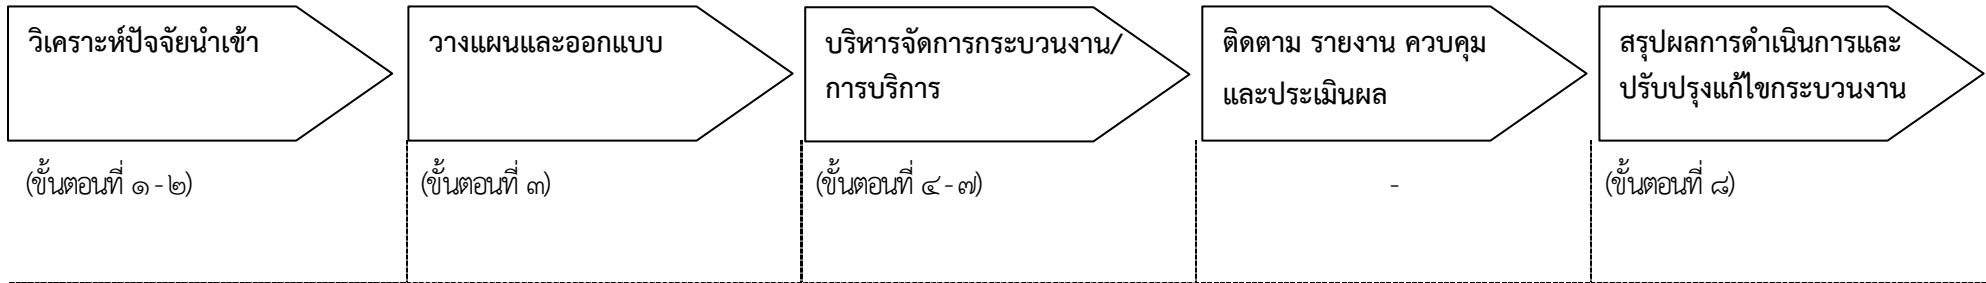 วิเคราะห์ปัจจัยนำเข้า
วางแผนและออกแบบ
บริหารจัดการกระบวนงาน/
การบริการ
ติดตาม รายงาน ควบคุม
และประเมินผล
สรุปผลการดำเนินการและ
ปรับปรุงแก้ไขกระบวนงาน
(ขั้นตอนที่ ๑ - ๒)
(ขั้นตอนที่ ๓)
(ขั้นตอนที่ ๔ - ๗)
-
(ขั้นตอนที่ ๘)